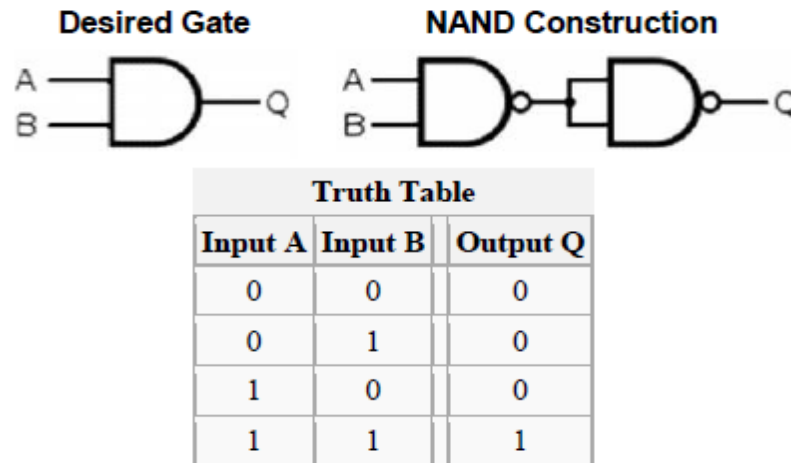 Desired Gate NAND Construction
A Q A Q
B B
Truth Table
Input A Input B Output Q
0 0 0
0 1 0
1 0 0
1 1 1